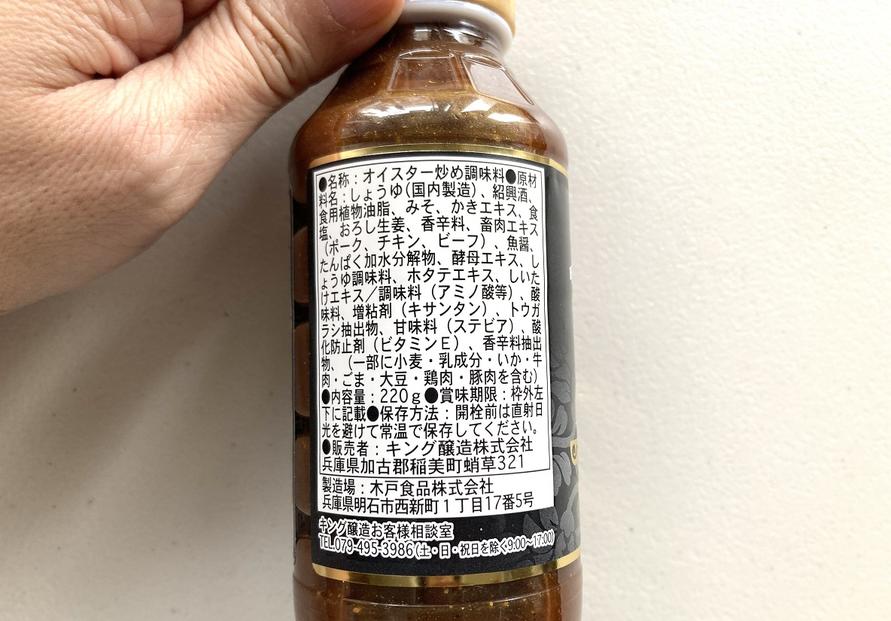 ●名称：オイスター炒め調味料●原材
料名：しょうゆ(国内製造)、紹興酒、
食用植物油脂、みそ、かきエキス、食
塩、おろし生姜、香辛料、畜肉エキス
（ポーク、チキン、ビーフ）、魚醤、
たんぱく加水分解物、酵母エキス、し
ょうゆ調味料、ホタテエキス、しいた
けエキス／調味料（アミノ酸等）、酸
味料、増粘剤（キサンタン）、トウガ
ラシ抽出物、甘味料（ステビア）、酸
化防止剤（ビタミンE）、香辛料抽出
物、（一部に小麦・乳成分・いか・牛
肉・ごま・大豆・鶏肉・豚肉を含む）
●内容量：220g●賞味期限：枠外左
下に記載●保存方法：開栓前は直射日
光を避けて常温で保存してください。
●販売者：キング醸造株式会社
兵庫県加古郡稲美町蛸草321
製造場：木戸食品株式会社
兵庫県明石市西新町1丁目17番5号
キング醸造お客様相談室
TEL.079-495-3986(土・日・祝日を除く9:00~17:00)